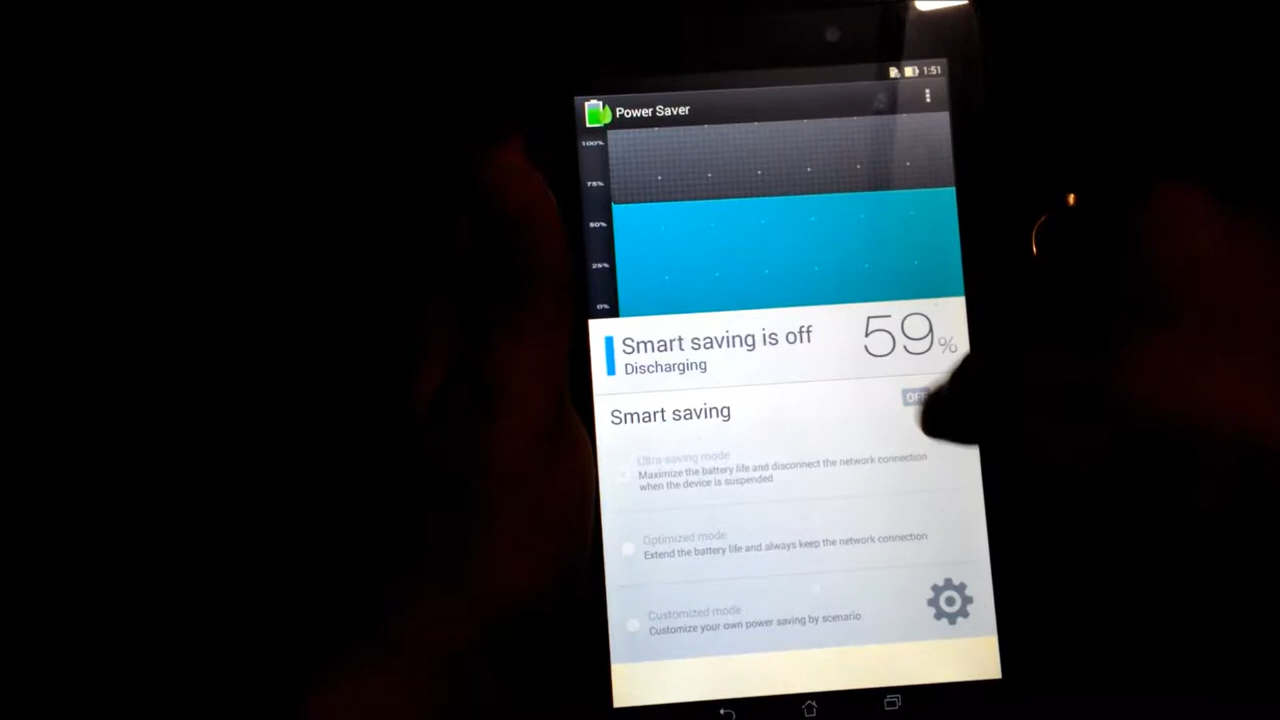 1:51
Power Saver
100%
75%
50%
25%
0%
Smart saving is off
59%
Discharging
OFF
Smart saving
Ultra-saving mode
Maximize the battery life and disconnect the network connection
when the device is suspended
Optimized mode
Extend the battery life and always keep the network connection
Customized mode
Customize your own power saving by scenario